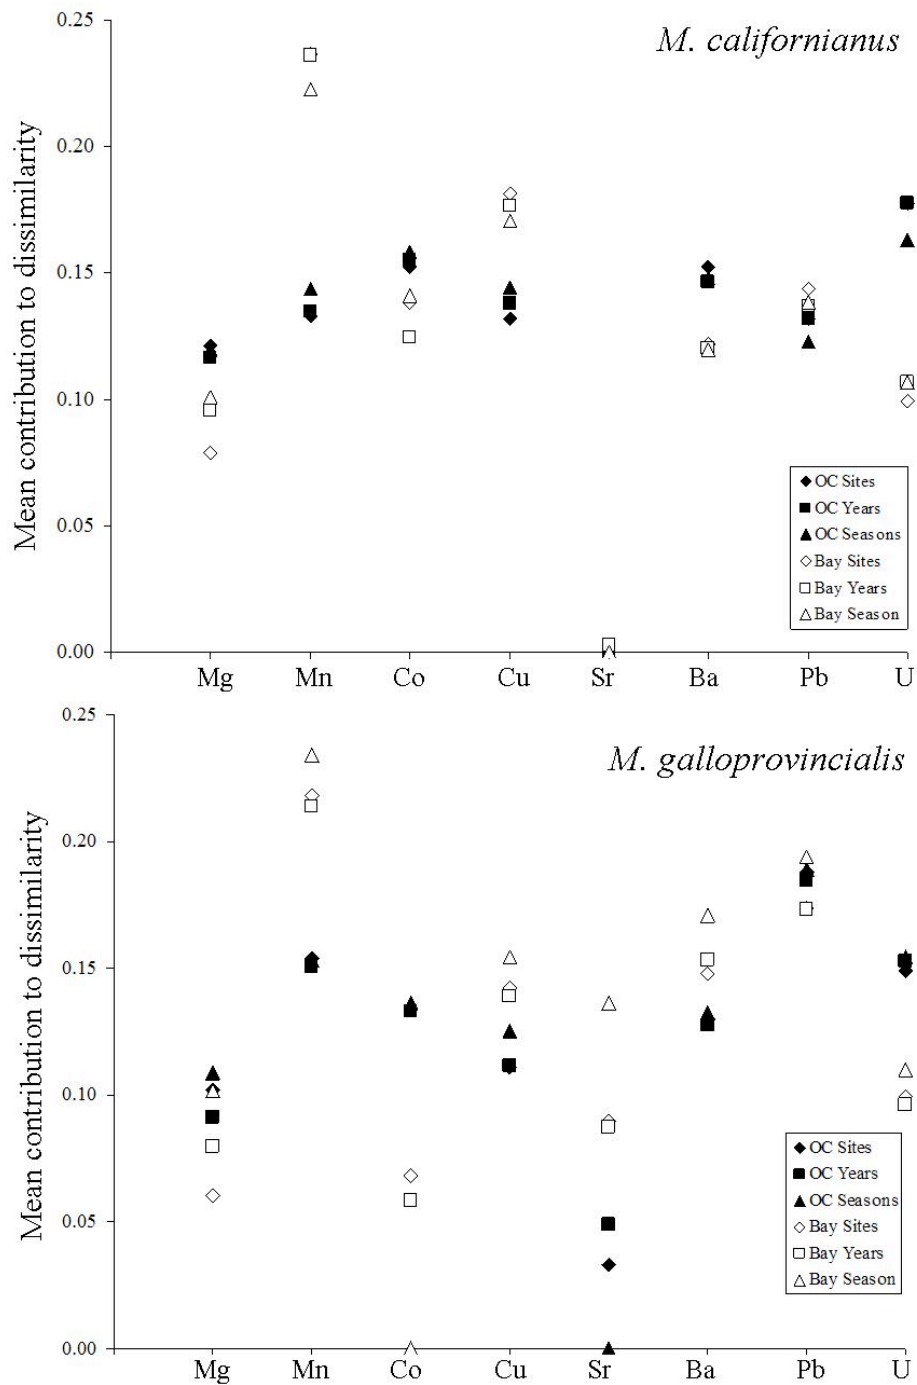 M. californianus
Mean contribution to dissimilarity
0.25
0.20
0.15
0.10
0.05
0.00
OC Sites
OC Years
OC Seasons
Bay Sites
Bay Years
Bay Season
Mg Mn Co Cu Sr Ba Pb U
M. galloprovincialis
Mean contribution to dissimilarity
0.25
0.20
0.15
0.10
0.05
0.00
OC Sites
OC Years
OC Seasons
Bay Sites
Bay Years
Bay Season
Mg Mn Co Cu Sr Ba Pb U